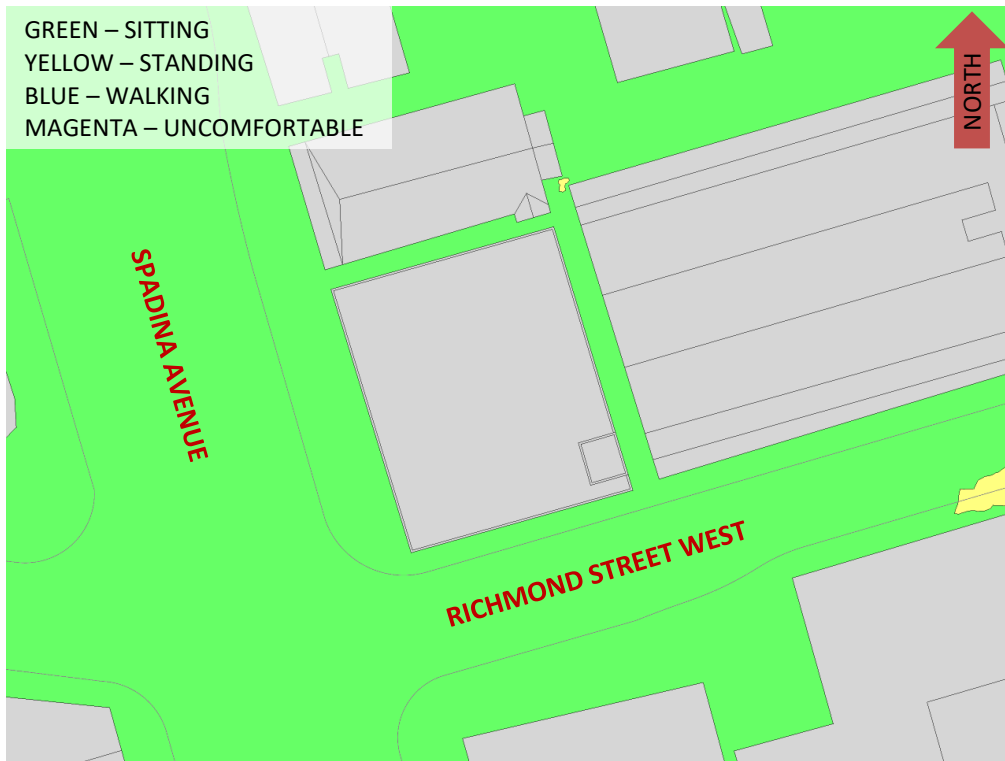 GREEN – SITTING
YELLOW – STANDING
BLUE – WALKING
MAGENTA – UNCOMFORTABLE
NORTH
SPADINA AVENUE
RICHMOND STREET WEST